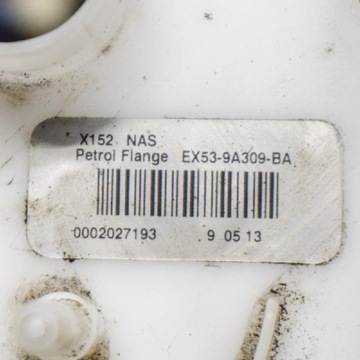 X152 NAS
Petrol Flange EX53-9A309-BA
0002027193 9 05 13